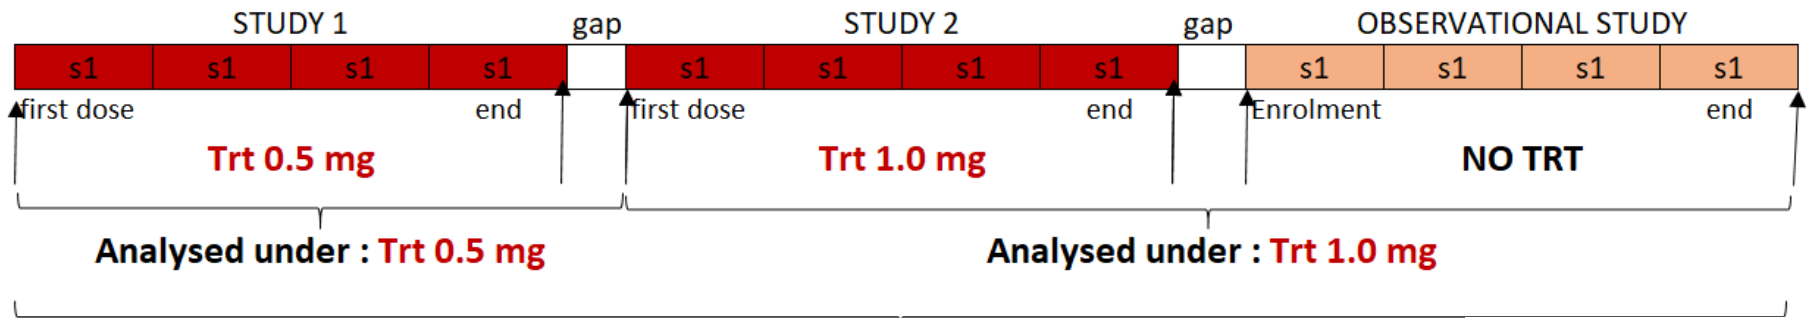 STUDY 1 gap STUDY 2 gap OBSERVATIONAL STUDY
s1 s1 s1 s1 s1 s1 s1 s1 s1 s1 s1 s1
first dose end first dose end Enrolment end
Trt 0.5 mg Trt 1.0 mg NO TRT
Analysed under : Trt 0.5 mg Analysed under : Trt 1.0 mg